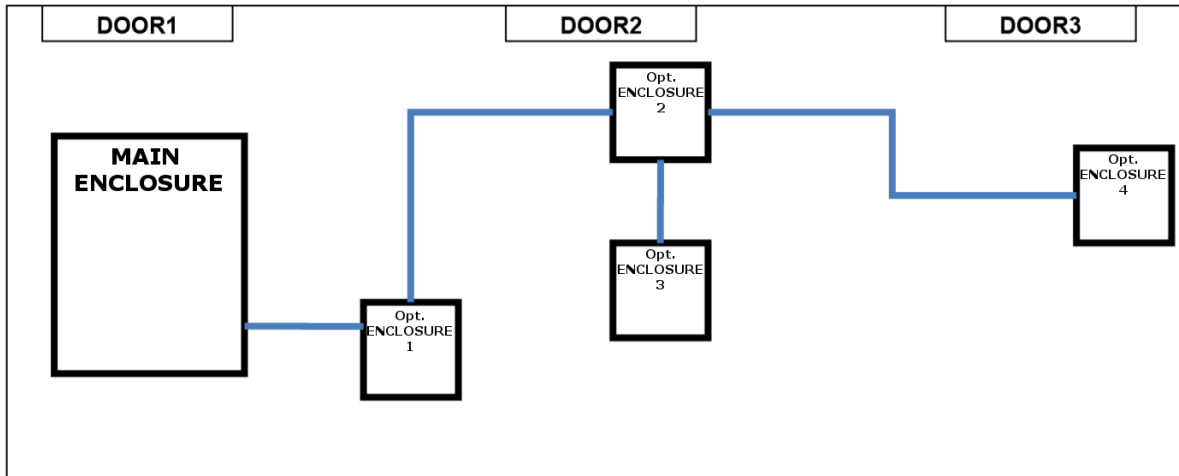 DOOR1
DOOR2
DOOR3
MAIN
ENCLOSURE
Opt.
ENCLOSURE
1
Opt.
ENCLOSURE
2
Opt.
ENCLOSURE
3
Opt.
ENCLOSURE
4